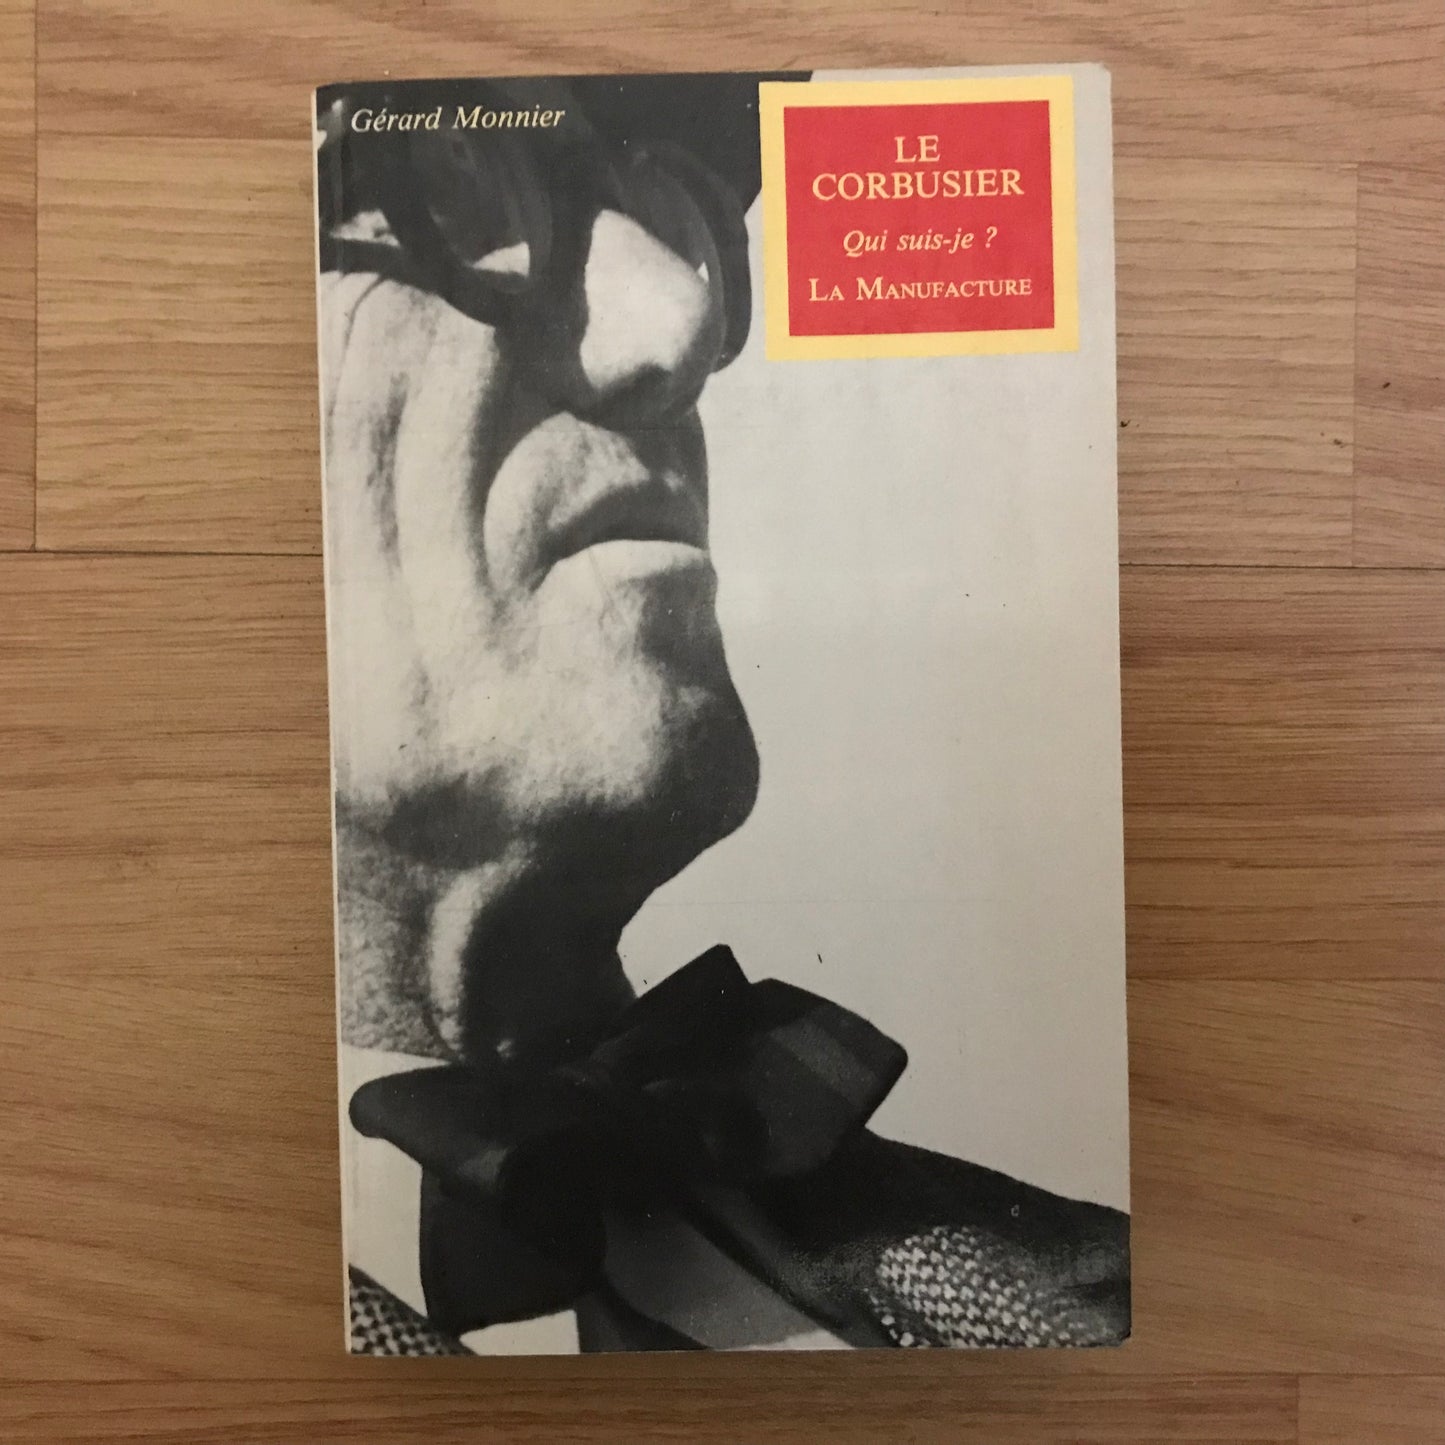 Gérard Monnier
LE
CORBUSIER
Qui suis-je ?
LA MANUFACTURE